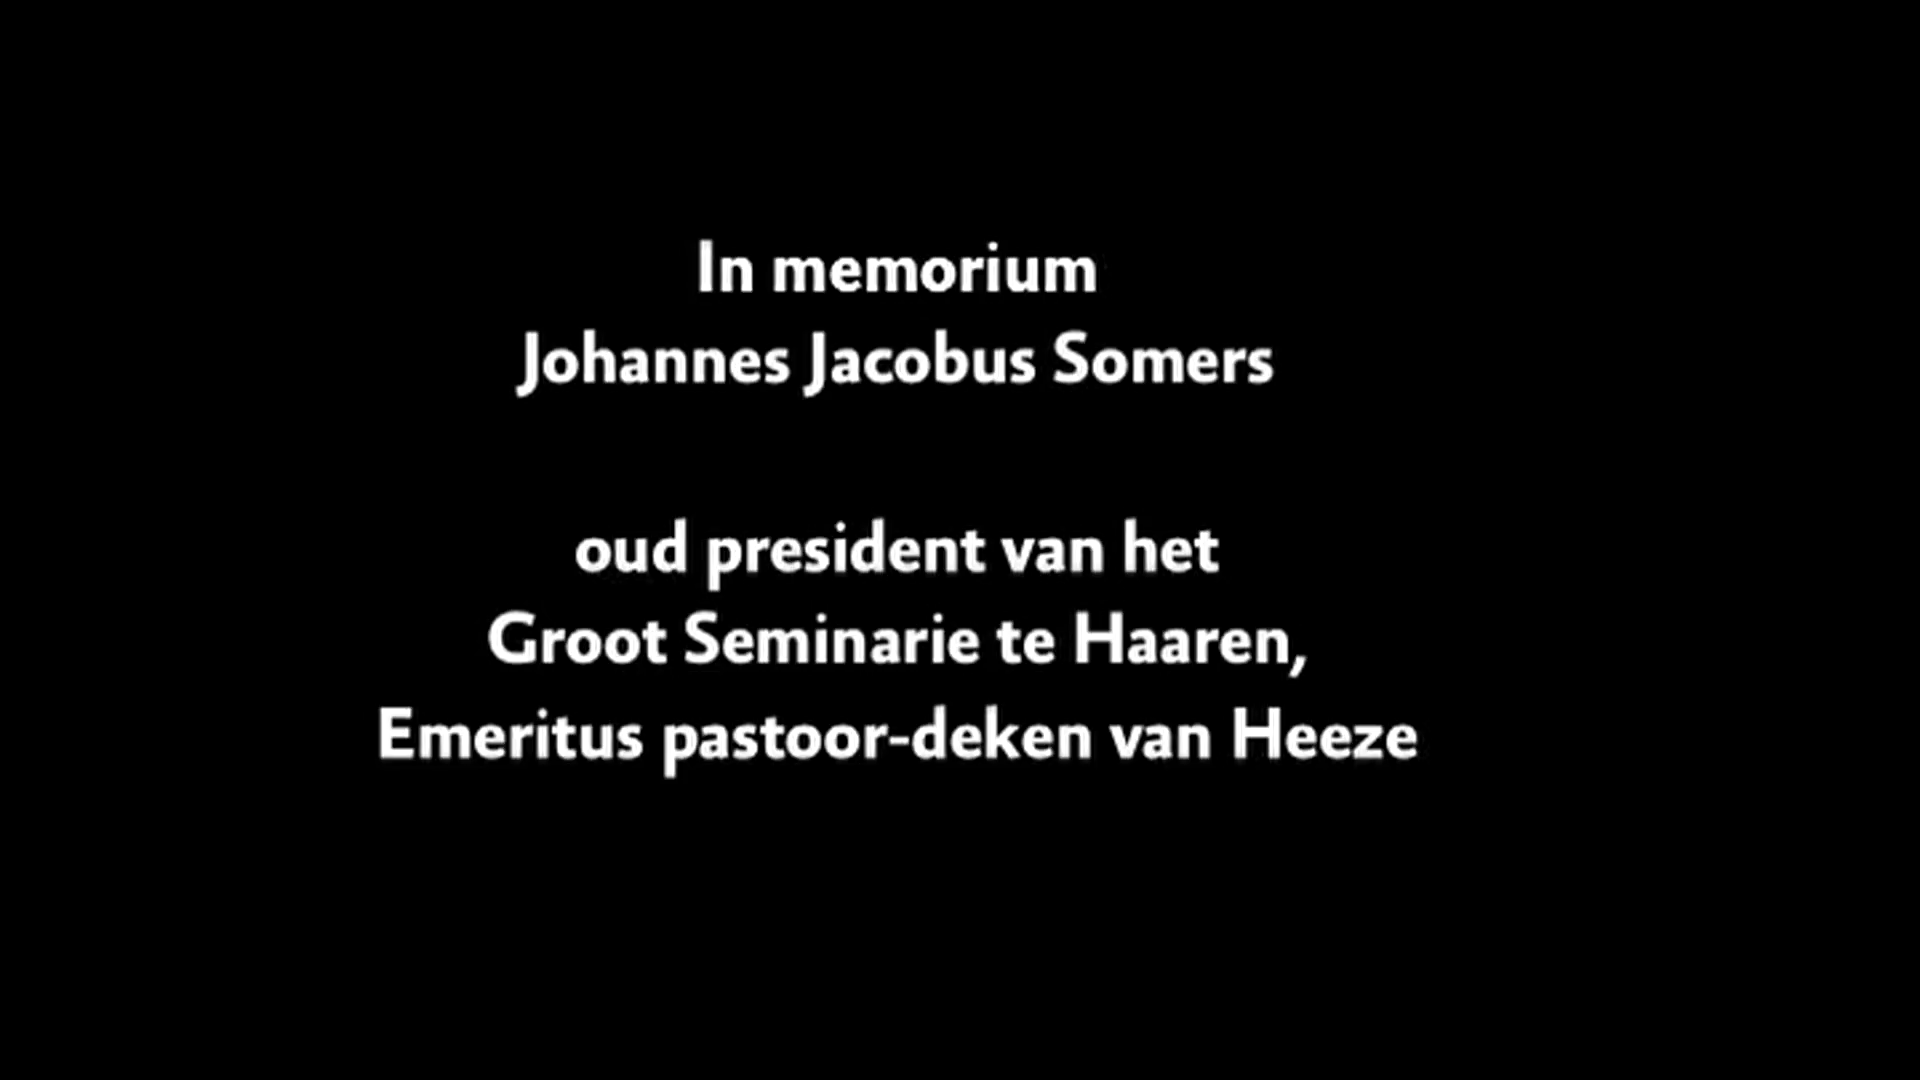 In memorium
Johannes Jacobus Somers
oud president van het
Groot Seminarie te Haaren,
Emeritus pastoor-deken van Heeze